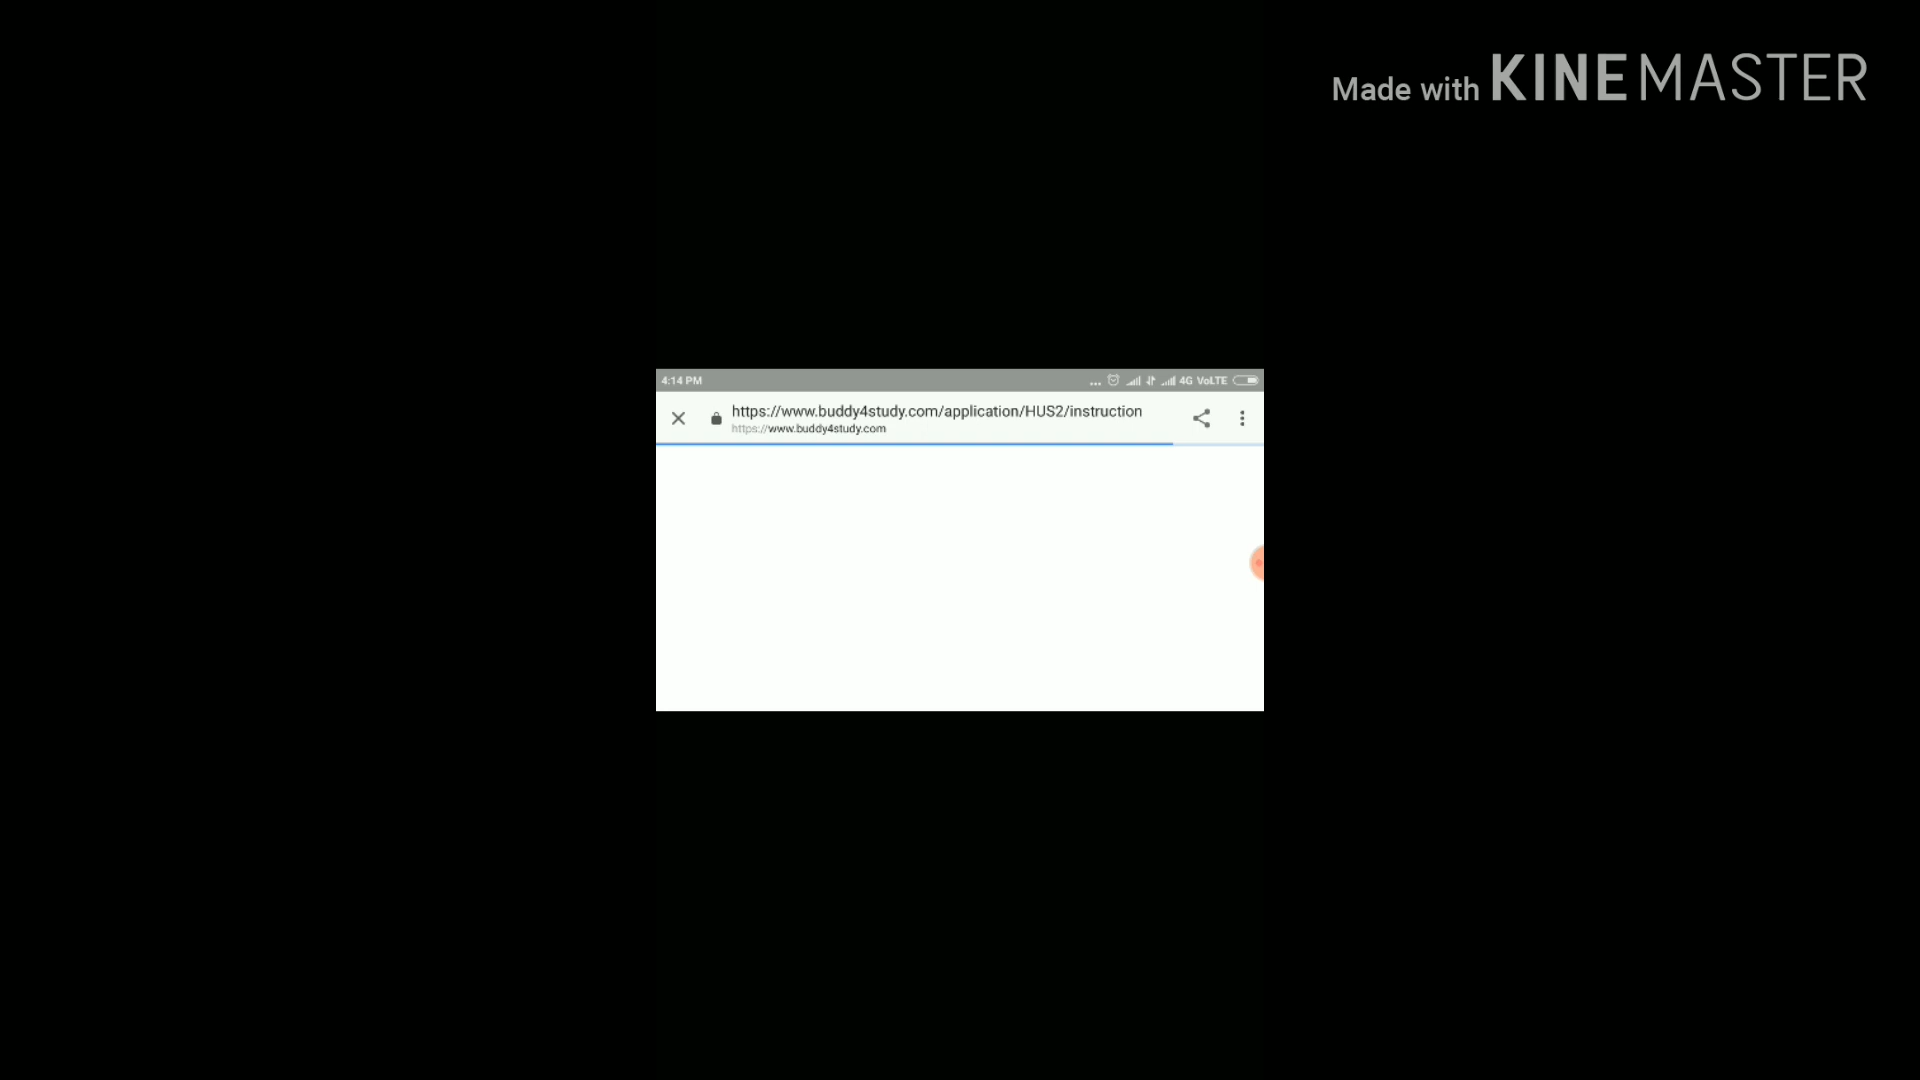 Made with KINEMASTER
4:14 PM
4G VoLTE
https://www.buddy4study.com/application/HUS2/instruction
https://www.buddy4study.com